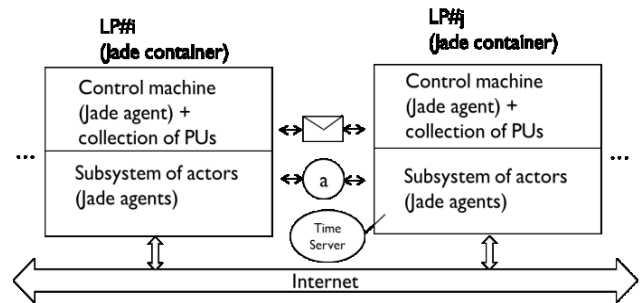 LP#i
(Jade container)
Control machine
(Jade agent) +
collection of PUs
Subsystem of actors
(Jade agents)
...
a
Time
Server
LP#j
(Jade container)
Control machine
(Jade agent) +
collection of PUs
Subsystem of actors
(Jade agents)
...
Internet